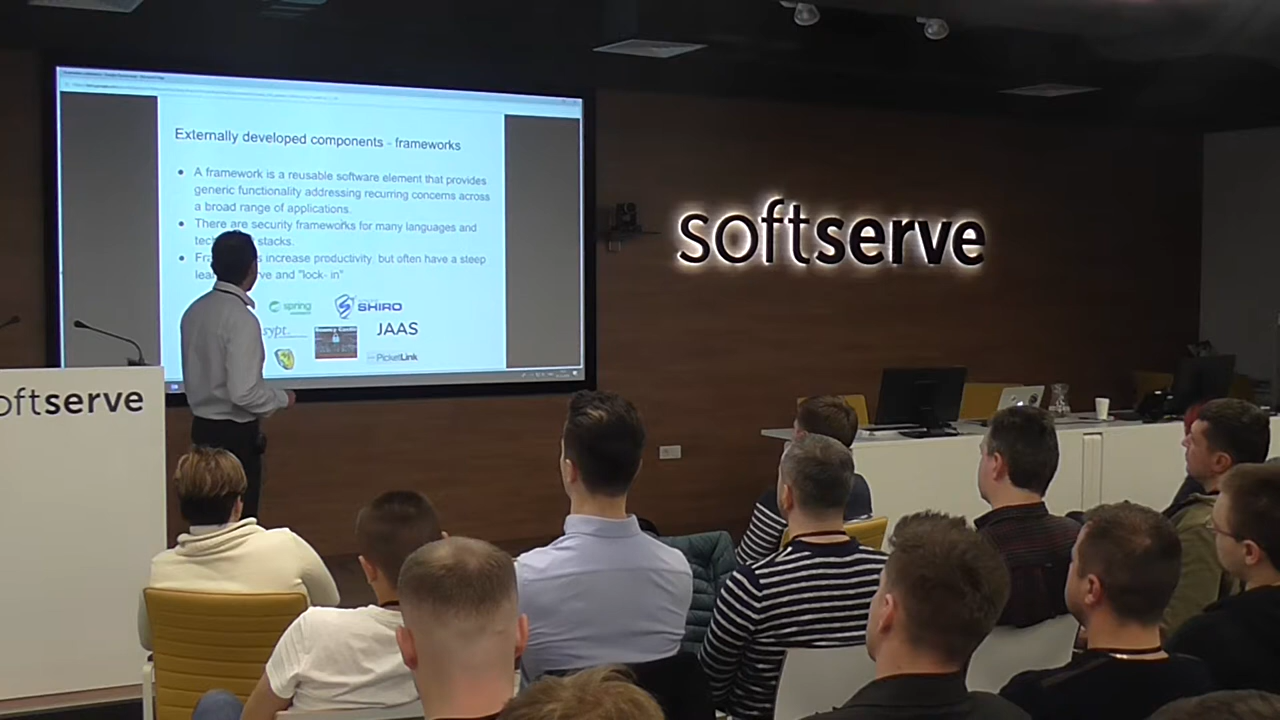 Externally developed components - frameworks
• A framework is a reusable software element that provides
generic functionality addressing recurring concerns across
a broad range of applications.
• There are security frameworks for many languages and
stacks.
• increase productivity, but often have a steep
and "lock- in"
spring
SHIRO
JAAS
PicketLink
softserve
oftserve